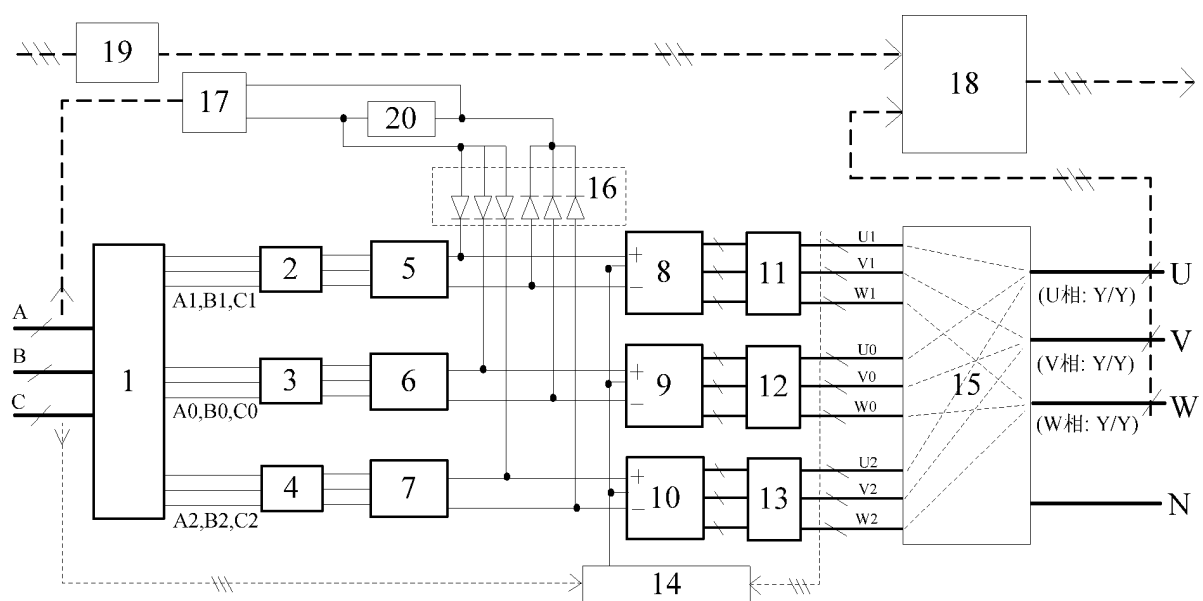 19
18
17
20
16
1
2
5
8
11
U1
V1
W1
U
A1,B1,C1
(U相: Y/Y)
A
B
C
V
(V相: Y/Y)
3
6
9
12
U0
V0
W0
15
W
A0,B0,C0
(W相: Y/Y)
4
7
10
13
U2
V2
W2
N
A2,B2,C2
14
+
−
+
−
+
−